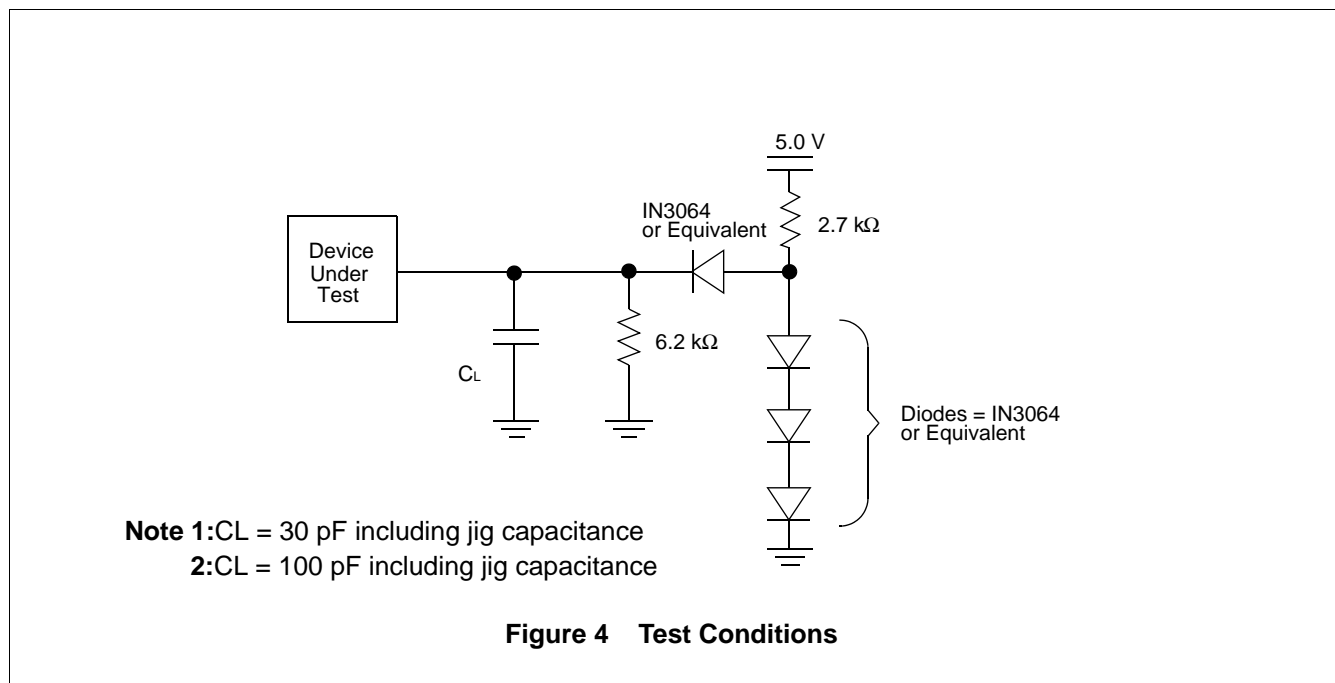 5.0 V
IN3064
or Equivalent
2.7 kΩ
Device
Under
Test
6.2 kΩ
CL
Diodes = IN3064
or Equivalent
Note 1:CL = 30 pF including jig capacitance
2:CL = 100 pF including jig capacitance
Figure 4 Test Conditions